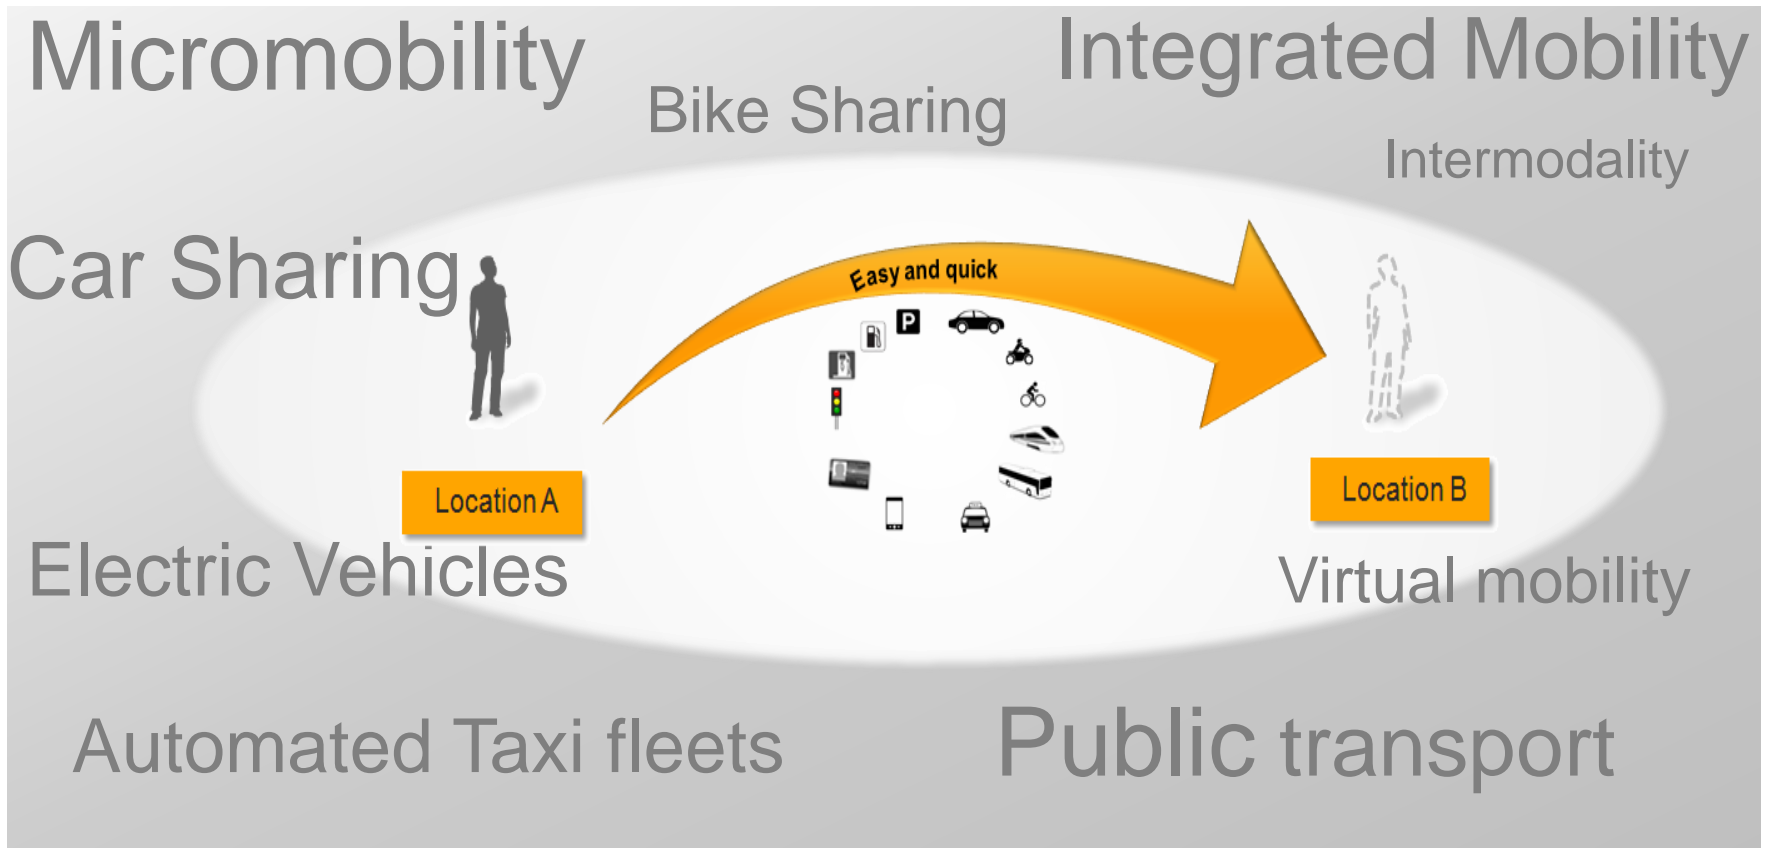 Micromobility
Integrated Mobility
Bike Sharing
Intermodality
Car Sharing
Easy and quick
P
Location A
Location B
Electric Vehicles
Virtual mobility
Automated Taxi fleets
Public transport